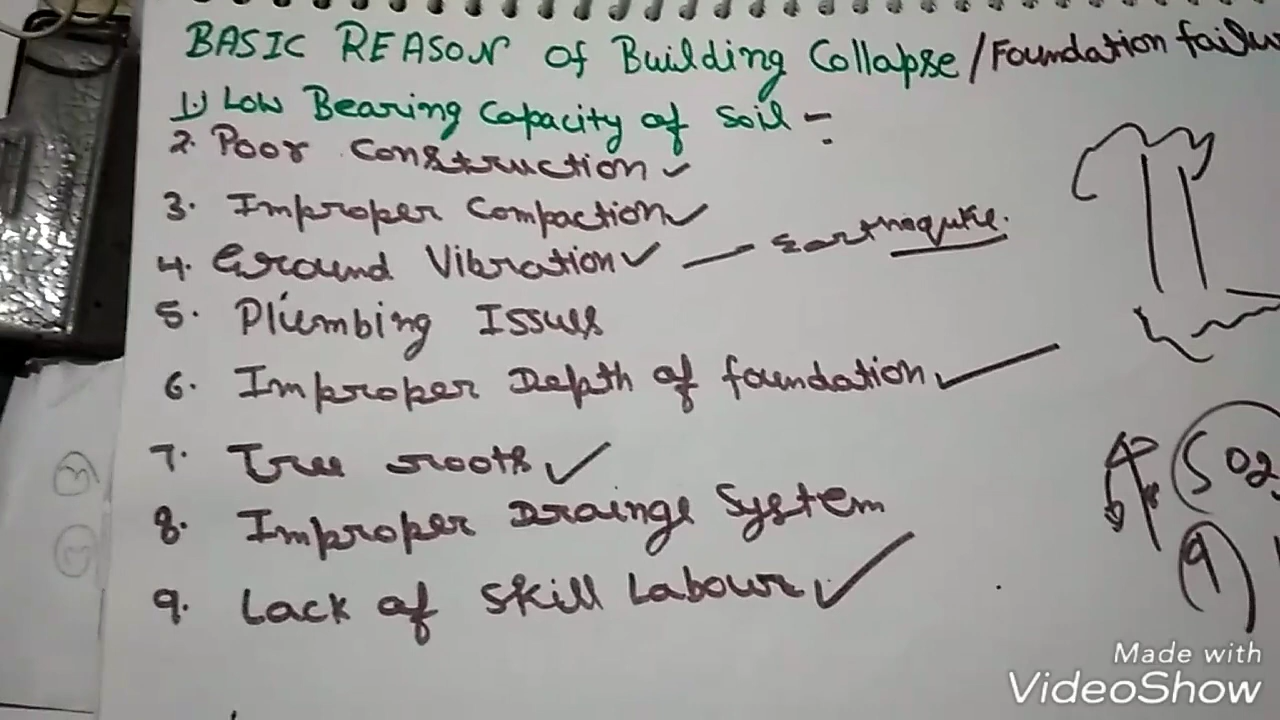 BASIC REASON of Building Collapse / Foundation failu
1.) Low Bearing Capacity of Soil -
2. Poor Construction ✓
3. Improper Compaction ✓
4. Ground Vibration ✓ — Earthquke.
5. Plumbing Issues
6. Improper Depth of foundation ✓
7. Tree roots ✓
8. Improper Drainge System
9. Lack of Skill Labour ✓
Made with
VideoShow